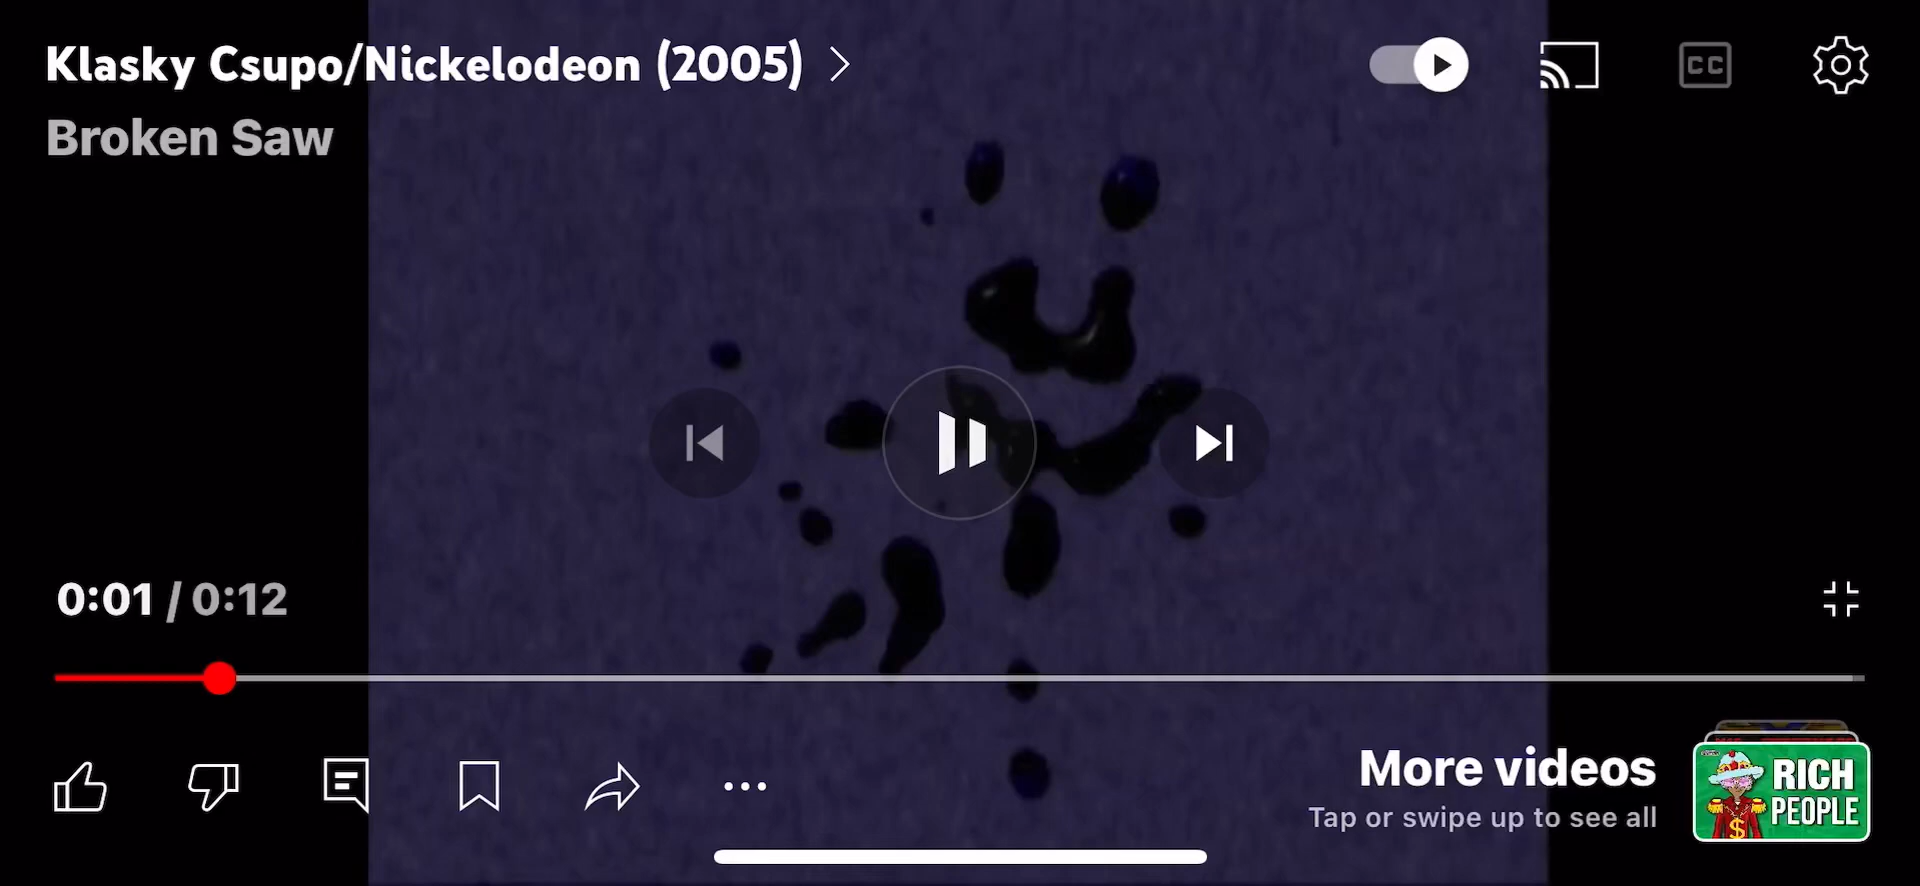 Klasky Csupo/Nickelodeon (2005)
Broken Saw
CC
0:01 / 0:12
More videos
Tap or swipe up to see all
RICH
PEOPLE
$